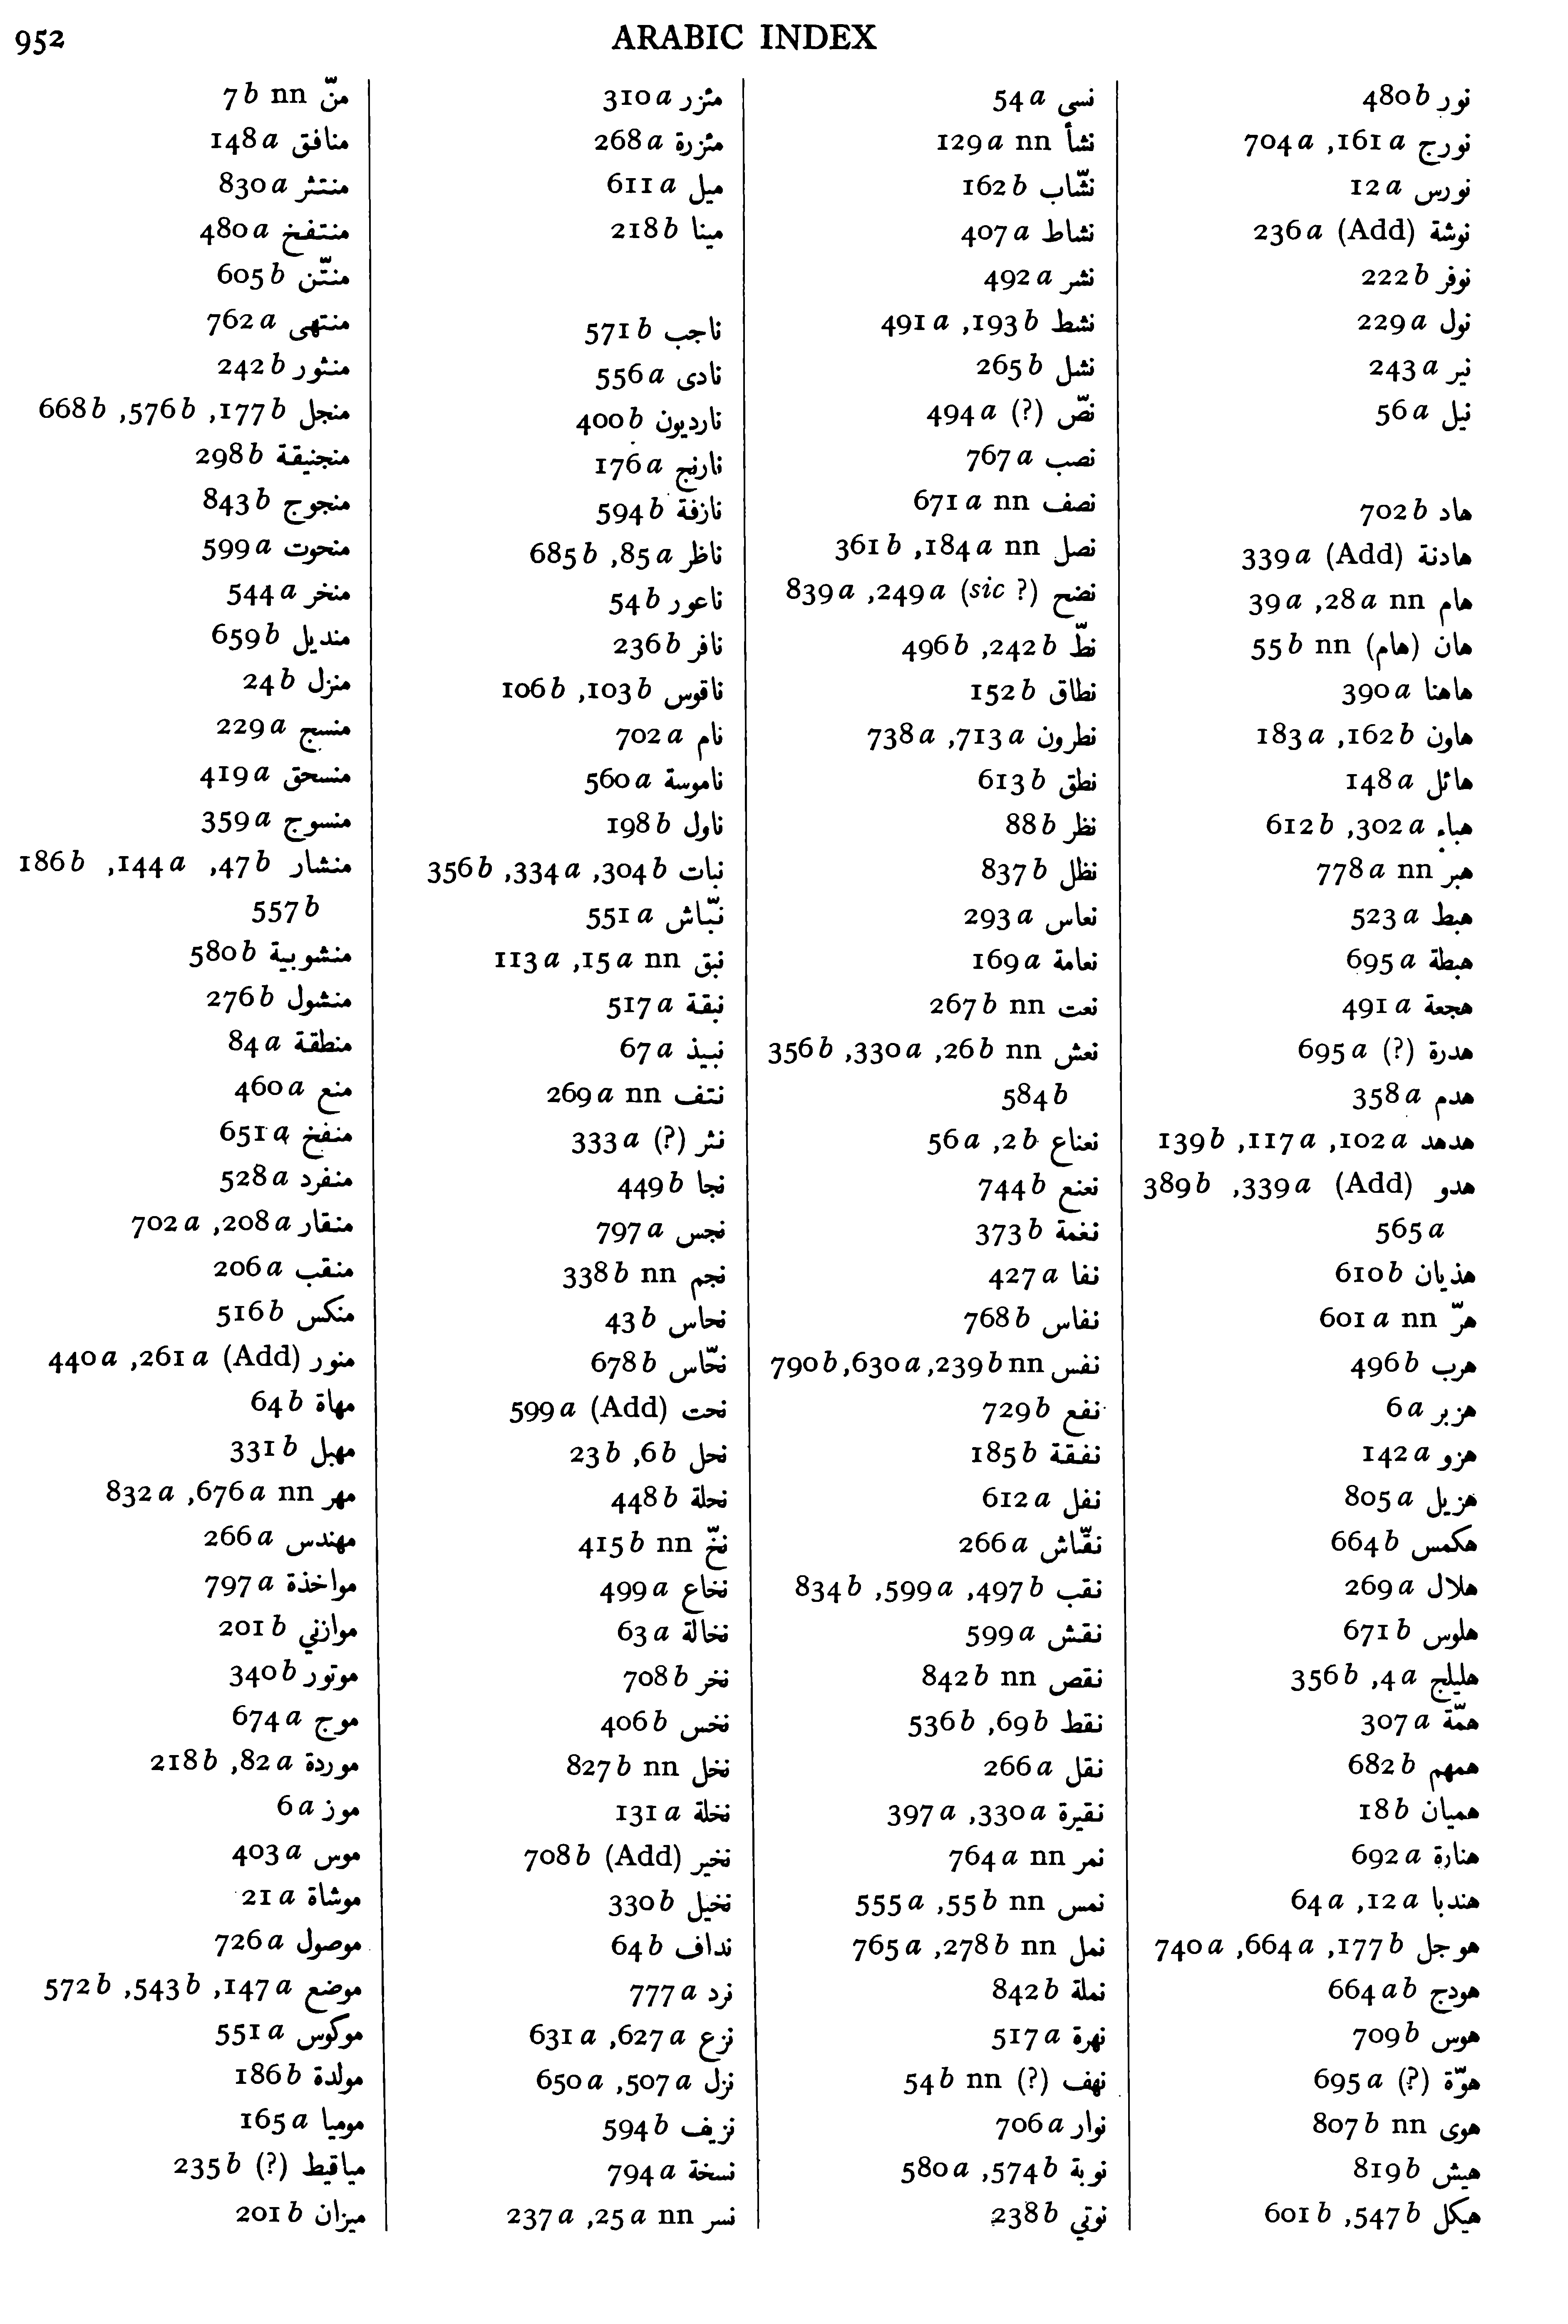 952
ARABIC INDEX
منّ 7b nn
منافق 148a
منتثر 830a
منتفخ 480a
منتّن 605b
منتهى 762a
منثور 242b
منجل 177b, 576b, 668b
منجنيقة 298b
منجوج 843b
منحوت 599a
منخر 544a
منديل 659b
منزل 24b
منسج 229a
منسحق 419a
منسوج 359a
منشار 47b, 144a, 186b
557b
منشوبية 580b
منشول 276b
منطقة 84a
منع 460a
منفخ 651a
منفرد 528a
منقار 208a, 702a
منقب 206a
منكس 516b
منور 261a (Add), 440a
مهاة 64b
مهبل 331b
مهر 676a nn, 832a
مهندس 266a
مواخذة 797a
موازني 201b
موتور 340b
موج 674a
موردة 82a, 218b
موز 6a
موس 403a
موشاة 21a
موصول 726a
موضع 147a, 543b, 572b
موكوس 551a
مولدة 186b
موميا 165a
مياقيط 235b (?)
ميزان 201b
مئزر 310a
مئزرة 268a
ميل 611a
مينا 218b
ناجب 571b
نادى 556a
نارديون 400b
نارنج 176a
نازفة 594b
ناظر 85a, 685b
ناعور 54b
نافر 236b
ناقوس 103b, 106b
نام 702a
ناموسة 560a
ناول 198b
نبات 304b, 334a, 356b
نبّاش 551a
نبق 15a nn, 113a
نبقة 517a
نبيذ 67a
نتف 269a nn
نثر 333a (?)
نجا 449b
نجس 797a
نجم 338b nn
نحاس 43b
نحّاس 678b
نحت 599a (Add)
نحل 6b, 23b
نحلة 448b
نخّ 415b nn
نخاع 499a
نخالة 63a
نخر 708b
نخس 406b
نخل 827b nn
نخلة 131a
نخير 708b (Add)
نخيل 330b
نداف 64b
نرد 777a
نزع 627a, 631a
نزل 507a, 650a
نزيف 594b
نسخة 794a
نسر 25a nn, 237a
نسى 54a
نشأ 129a nn
نشّاب 162b
نشاط 407a
نشر 492a
نشط 193b, 491a
نشل 265b
نصّ 494a (?)
نصب 767a
نصف 671a nn
نصل 184a nn, 361b
نضح 249a (sic ?), 839a
نطّ 242b, 496b
نطاق 152b
نطرون 713a, 738a
نطق 613b
نظر 88b
نظل 837b
نعاس 293a
نعامة 169a
نعت 267b nn
نعش 26b nn, 330a, 356b
584b
نعناع 2b, 56a
نعنع 744b
نغمة 373b
نفا 427a
نفاس 768b
نفس 239b nn, 630a, 790b
نفع 729b
نفقة 185b
نفل 612a
نقّاش 266a
نقب 497b, 599a, 834b
نقش 599a
نقص 842b nn
نقط 69b, 536b
نقل 266a
نقيرة 330a, 397a
نمر 764a nn
نمس 55b nn, 555a
نمل 278b nn, 765a
نملة 842b
نهرة 517a
نهف 54b nn (?)
نوار 706a
نوبة 574b, 580a
نوتي 238b
نور 480b
نورج 161a, 704a
نورس 12a
نوشة 236a (Add)
نوفر 222b
نول 229a
نير 243a
نيل 56a
هاد 702b
هادنة 339a (Add)
هام 28a nn, 39a
هان (هام) 55b nn
هاهنا 390a
هاون 162b, 183a
هائل 148a
هباء 302a, 612b
هبر 778a nn
هبط 523a
هبطة 695a
هجعة 491a
هدرة 695a (?)
هدم 358a
هدهد 102a, 117a, 139b
هدو 339a (Add), 389b
565a
هذيان 610b
هرّ 601a nn
هرب 496b
هزبر 6a
هزو 142a
هزيل 805a
هكمس 664b
هلال 269a
هلوس 671b
هليلج 4a, 356b
همّة 307a
همهم 682b
هميان 18b
هنارة 692a
هندبا 12a, 64a
هوجل 177b, 664a, 740a
هودج 664ab
هوس 709b
هوّة 695a (?)
هوى 807b nn
هيش 819b
هيكل 547b, 601b